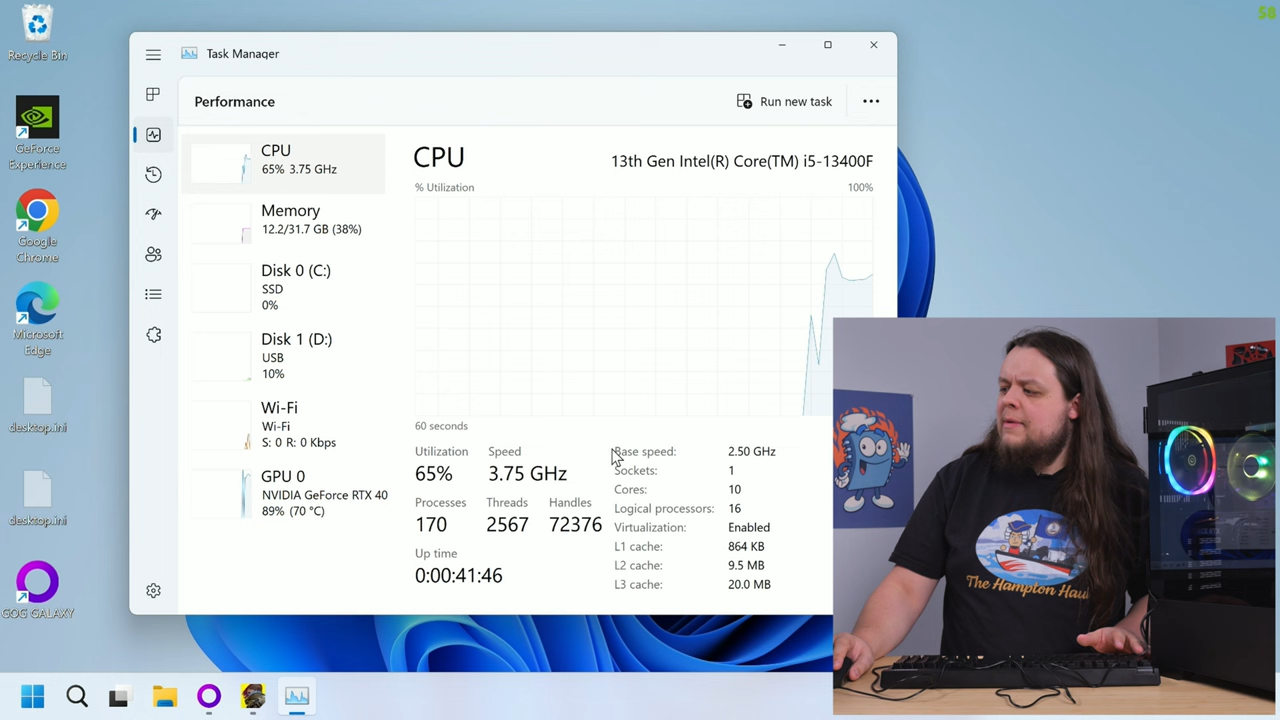 Recycle Bin
GeForce
Experience
Google
Chrome
Microsoft
Edge
desktop.ini
desktop.ini
GOG GALAXY
Task Manager
Performance
Run new task
CPU
65% 3.75 GHz
Memory
12.2/31.7 GB (38%)
Disk 0 (C:)
SSD
0%
Disk 1 (D:)
USB
10%
Wi-Fi
Wi-Fi
S: 0 R: 0 Kbps
GPU 0
NVIDIA GeForce RTX 40
89% (70 °C)
CPU
13th Gen Intel(R) Core(TM) i5-13400F
% Utilization
100%
60 seconds
Utilization
Speed
65%
3.75 GHz
Processes
Threads
Handles
170
2567
72376
Up time
0:00:41:46
Base speed:
2.50 GHz
Sockets:
1
Cores:
10
Logical processors:
16
Virtualization:
Enabled
L1 cache:
864 KB
L2 cache:
9.5 MB
L3 cache:
20.0 MB
58
The Hampton Haul